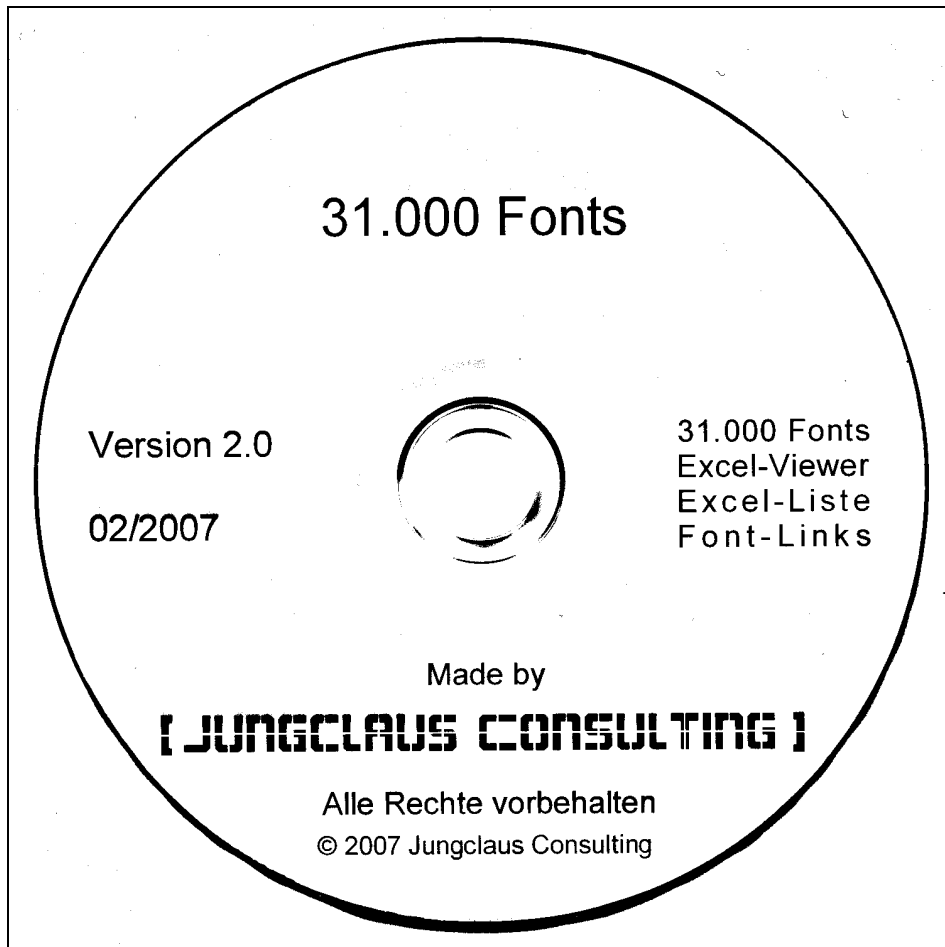 31.000 Fonts
Version 2.0
02/2007
31.000 Fonts
Excel-Viewer
Excel-Liste
Font-Links
Made by
[ JUNGCLAUS CONSULTING ]
Alle Rechte vorbehalten
© 2007 Jungclaus Consulting